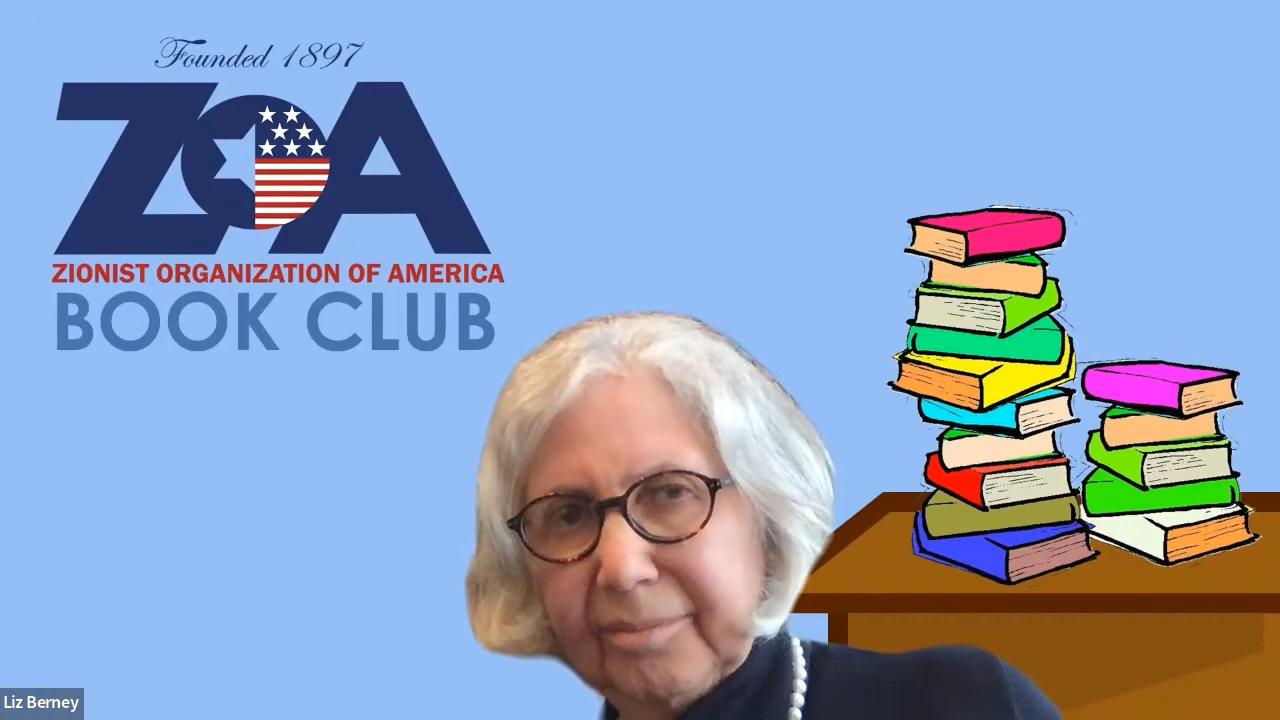 Founded 1897
ZOA
ZIONIST ORGANIZATION OF AMERICA
BOOK CLUB
Liz Berney